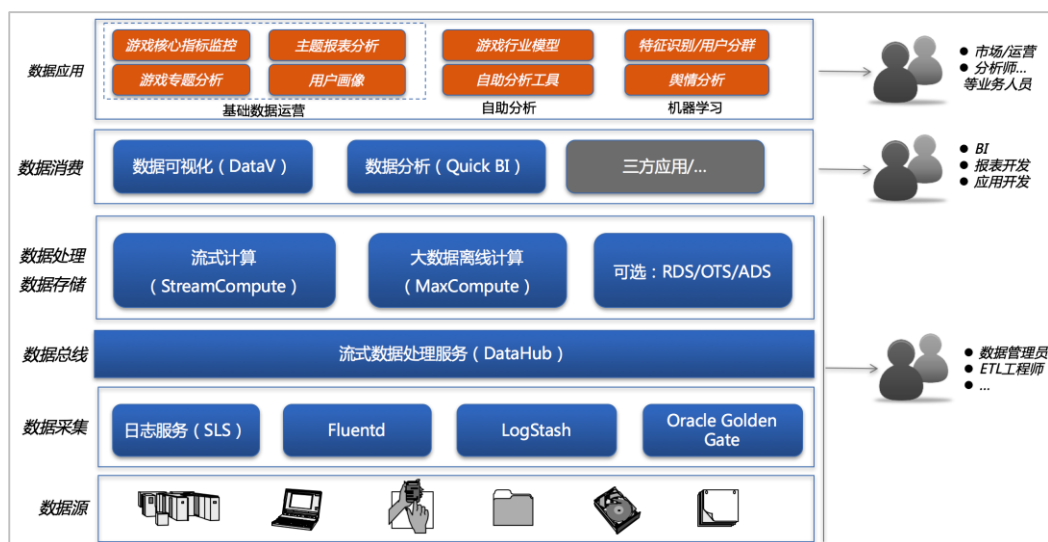 数据应用
游戏核心指标监控
主题报表分析
游戏行业模型
特征识别/用户分群
游戏专题分析
用户画像
自助分析工具
舆情分析
基础数据运营
自助分析
机器学习
● 市场/运营
● 分析师...
等业务人员
数据消费
数据可视化（DataV）
数据分析（Quick BI）
三方应用/...
● BI
● 报表开发
● 应用开发
数据处理
数据存储
流式计算
（StreamCompute）
大数据离线计算
（MaxCompute）
可选：RDS/OTS/ADS
数据总线
流式数据处理服务（DataHub）
● 数据管理员
● ETL工程师
● ...
数据采集
日志服务（SLS）
Fluentd
LogStash
Oracle Golden
Gate
数据源